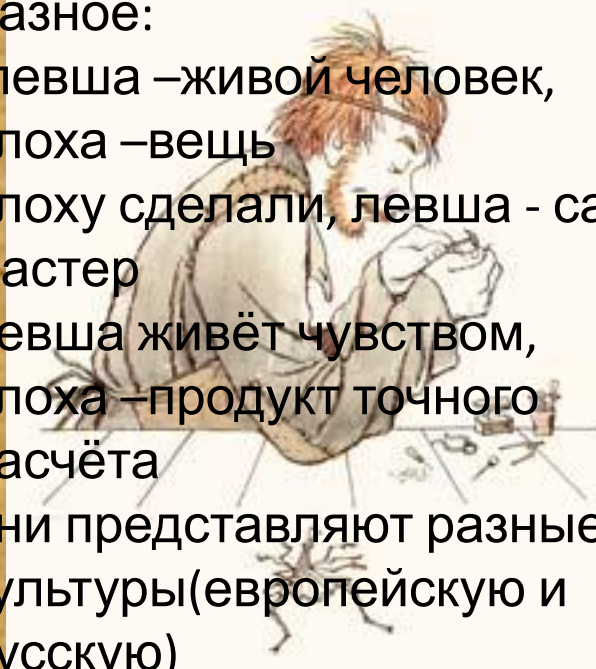 азное:
левша –живой человек,
лоха –вещь
лоху сделали, левша - са
астер
евша живёт чувством,
лоха –продукт точного
асчёта
ни представляют разные
ультуры(европейскую и
усскую)